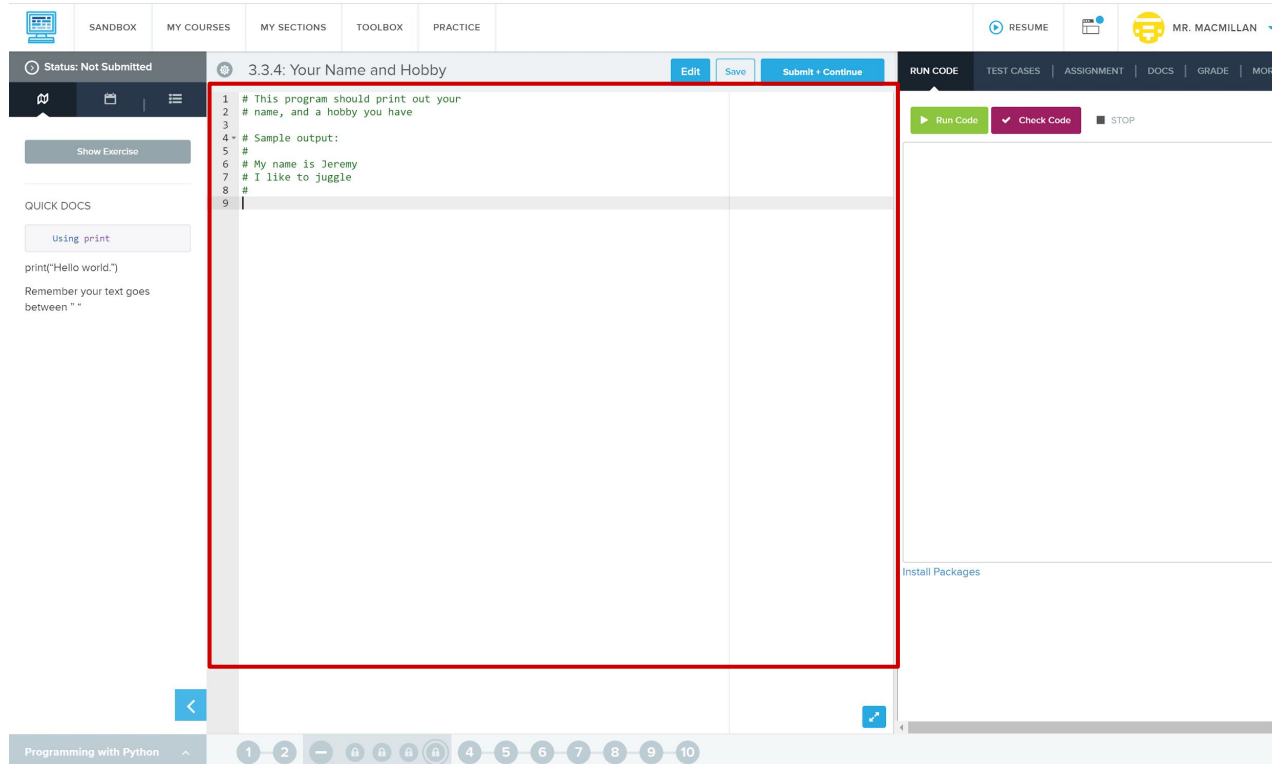 SANDBOX MY COURSES MY SECTIONS TOOLBOX PRACTICE RESUME MR. MACMILLAN
Status: Not Submitted
3.3.4: Your Name and Hobby
Edit Save Submit + Continue
RUN CODE TEST CASES | ASSIGNMENT | DOCS | GRADE |
Show Exercise
QUICK DOCS
Using print
print("Hello world.")
Remember your text goes
between " "
1 # This program should print out your
2 # name, and a hobby you have
3
4 # Sample output:
5 #
6 # My name is Jeremy
7 # I like to juggle
8 #
9
Run Code Check Code STOP
Install Packages
Programming with Python
1 2 4 5 6 7 8 9 10